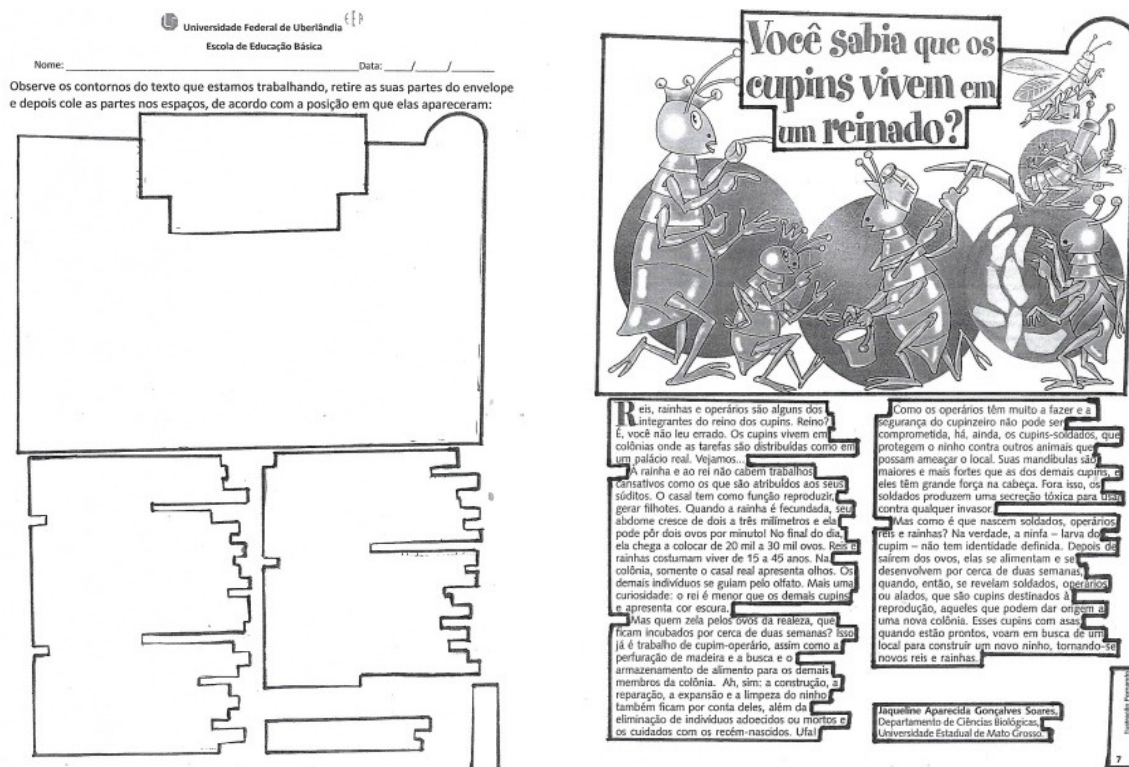 Universidade Federal de Uberlândia
Escola de Educação Básica
Nome: Data: / /
Observe os contornos do texto que estamos trabalhando, retire as suas partes do envelope
e depois cole as partes nos espaços, de acordo com a posição em que elas apareceram:
Você sabia que os
cupins vivem em
um reinado?
Reis, rainhas e operários são alguns dos
integrantes do reino dos cupins. Reino?
É, você não leu errado. Os cupins vivem em
colônias onde as tarefas são distribuídas como em
um palácio real. Vejamos...
À rainha e ao rei não cabem trabalhos
cansativos como os que são atribuídos aos seus
súditos. O casal tem como função reproduzir,
gerar filhotes. Quando a rainha é fecundada, seu
abdome cresce de dois a três milímetros e ela
pode pôr dois ovos por minuto! No final do dia,
ela chega a colocar de 20 mil a 30 mil ovos. Reis e
rainhas costumam viver de 15 a 45 anos. Na
colônia, somente o casal real apresenta olhos. Os
demais indivíduos se guiam pelo olfato. Mais uma
curiosidade: o rei é menor que os demais cupins
e apresenta cor escura.
Mas quem zela pelos ovos da realeza, que
ficam incubados por cerca de duas semanas? Isso
já é trabalho de cupim-operário, assim como a
perfuração de madeira e a busca e o
armazenamento de alimento para os demais
membros da colônia. Ah, sim: a construção, a
reparação, a expansão e a limpeza do ninho
também ficam por conta deles, além da
eliminação de indivíduos adoecidos ou mortos e
os cuidados com os recém-nascidos. Ufa!
Como os operários têm muito a fazer e a
segurança do cupinzeiro não pode ser
comprometida, há, ainda, os cupins-soldados, que
protegem o ninho contra outros animais que
possam ameaçar o local. Suas mandíbulas são
maiores e mais fortes que as dos demais cupins, e
eles têm grande força na cabeça. Fora isso, os
soldados produzem uma secreção tóxica para usar
contra qualquer invasor.
Mas como é que nascem soldados, operários,
reis e rainhas? Na verdade, a ninfa – larva do
cupim – não tem identidade definida. Depois de
saírem dos ovos, elas se alimentam e se
desenvolvem por cerca de duas semanas,
quando, então, se revelam soldados, operários
ou alados, que são cupins destinados à
reprodução, aqueles que podem dar origem a
uma nova colônia. Esses cupins com asas,
quando estão prontos, voam em busca de um
local para construir um novo ninho, tornando-se
novos reis e rainhas.
Jaqueline Aparecida Gonçalves Soares,
Departamento de Ciências Biológicas,
Universidade Estadual de Mato Grosso.
7